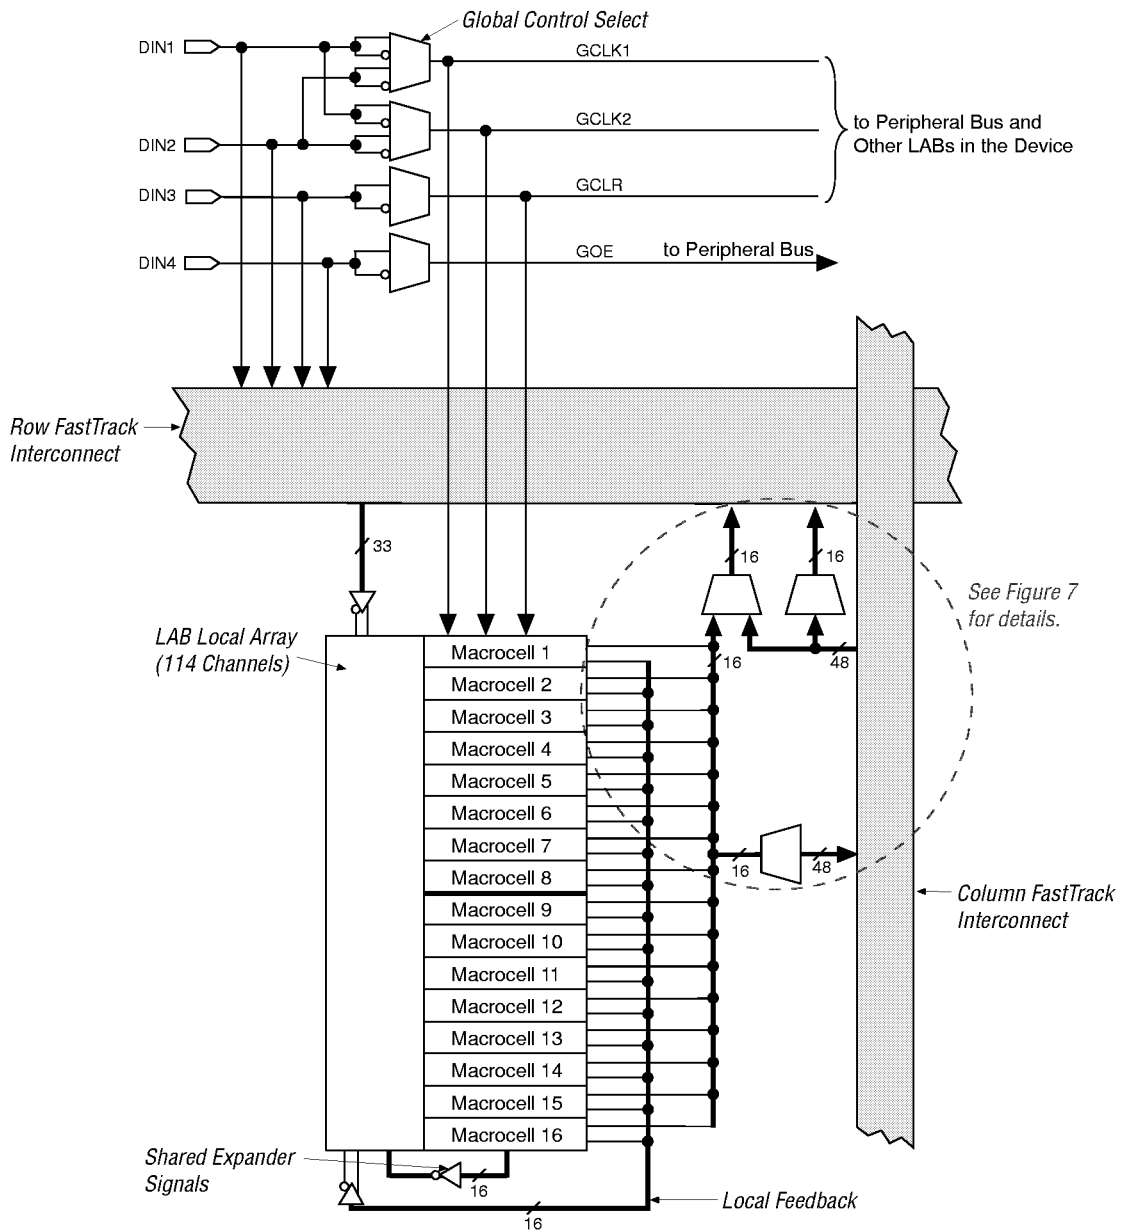 Global Control Select
DIN1
GCLK1
GCLK2
to Peripheral Bus and
Other LABs in the Device
DIN2
DIN3
GCLR
DIN4
GOE
to Peripheral Bus
Row FastTrack
Interconnect
33
16
16
See Figure 7
for details.
LAB Local Array
(114 Channels)
16
48
Macrocell 1
Macrocell 2
Macrocell 3
Macrocell 4
Macrocell 5
Macrocell 6
Macrocell 7
Macrocell 8
16
48
Macrocell 9
Macrocell 10
Macrocell 11
Macrocell 12
Macrocell 13
Macrocell 14
Macrocell 15
Macrocell 16
Column FastTrack
Interconnect
Shared Expander
Signals
16
Local Feedback
16